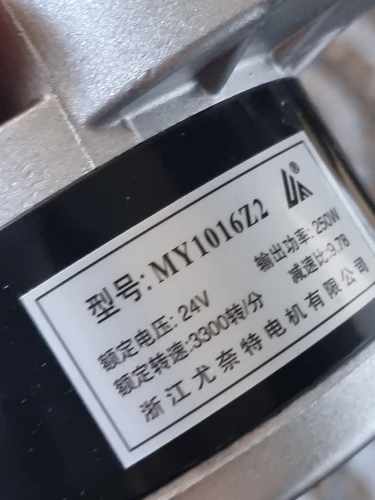 型号: MY1016Z2
额定电压: 24V 输出功率: 250W
额定转速:3300转/分 减速比:9.78
浙江尤奈特电机有限公司
®